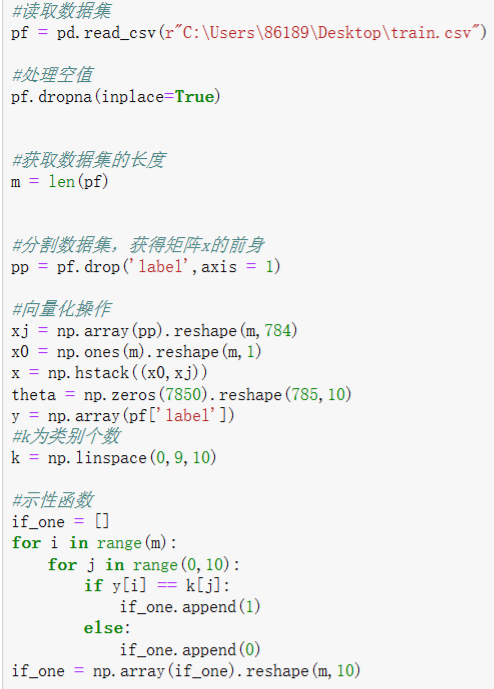 #读取数据集
pf = pd.read_csv(r"C:\Users\86189\Desktop\train.csv")
#处理空值
pf.dropna(inplace=True)
#获取数据集的长度
m = len(pf)
#分割数据集，获得矩阵x的前身
pp = pf.drop('label',axis = 1)
#向量化操作
xj = np.array(pp).reshape(m,784)
x0 = np.ones(m).reshape(m,1)
x = np.hstack((x0,xj))
theta = np.zeros(7850).reshape(785,10)
y = np.array(pf['label'])
#k为类别个数
k = np.linspace(0,9,10)
#示性函数
if_one = []
for i in range(m):
    for j in range(0,10):
        if y[i] == k[j]:
            if_one.append(1)
        else:
            if_one.append(0)
if_one = np.array(if_one).reshape(m,10)